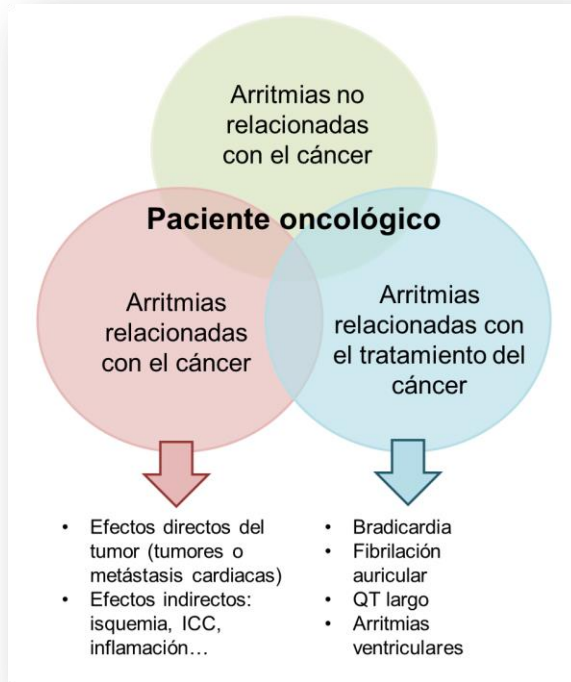 Arritmias no
relacionadas
con el cáncer
Paciente oncológico
Arritmias
relacionadas
con el cáncer
Arritmias
relacionadas con
el tratamiento del
cáncer
• Efectos directos del
tumor (tumores o
metástasis cardiacas)
• Efectos indirectos:
isquemia, ICC,
inflamación…
• Bradicardia
• Fibrilación
auricular
• QT largo
• Arritmias
ventriculares